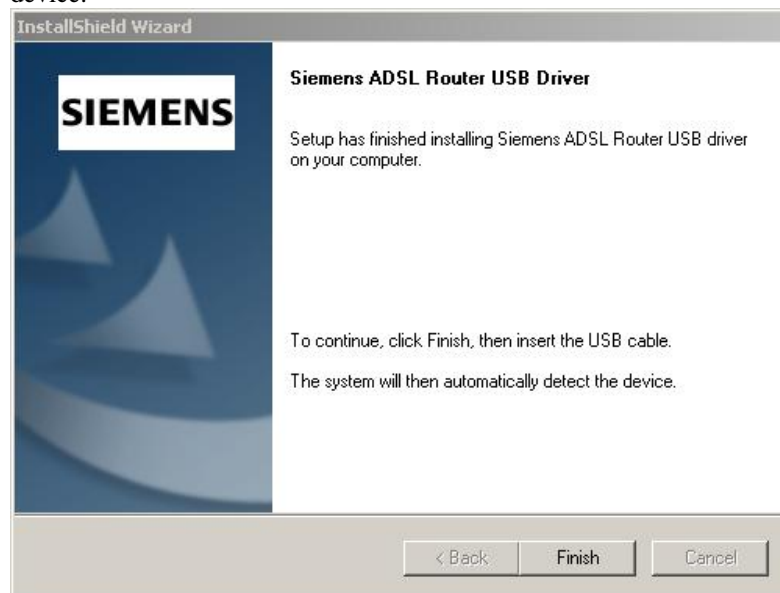 device.
InstallShield Wizard
SIEMENS
Siemens ADSL Router USB Driver
Setup has finished installing Siemens ADSL Router USB driver
on your computer.
To continue, click Finish, then insert the USB cable.
The system will then automatically detect the device.
< Back
Finish
Cancel